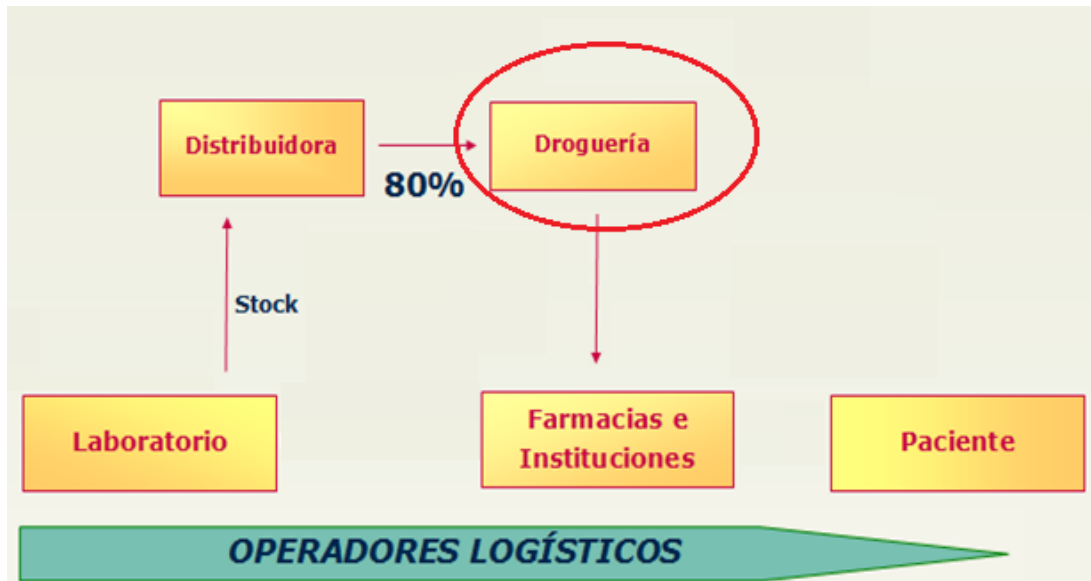 Distribuidora
Droguería
80%
Stock
Laboratorio
Farmacias e
Instituciones
Paciente
OPERADORES LOGÍSTICOS